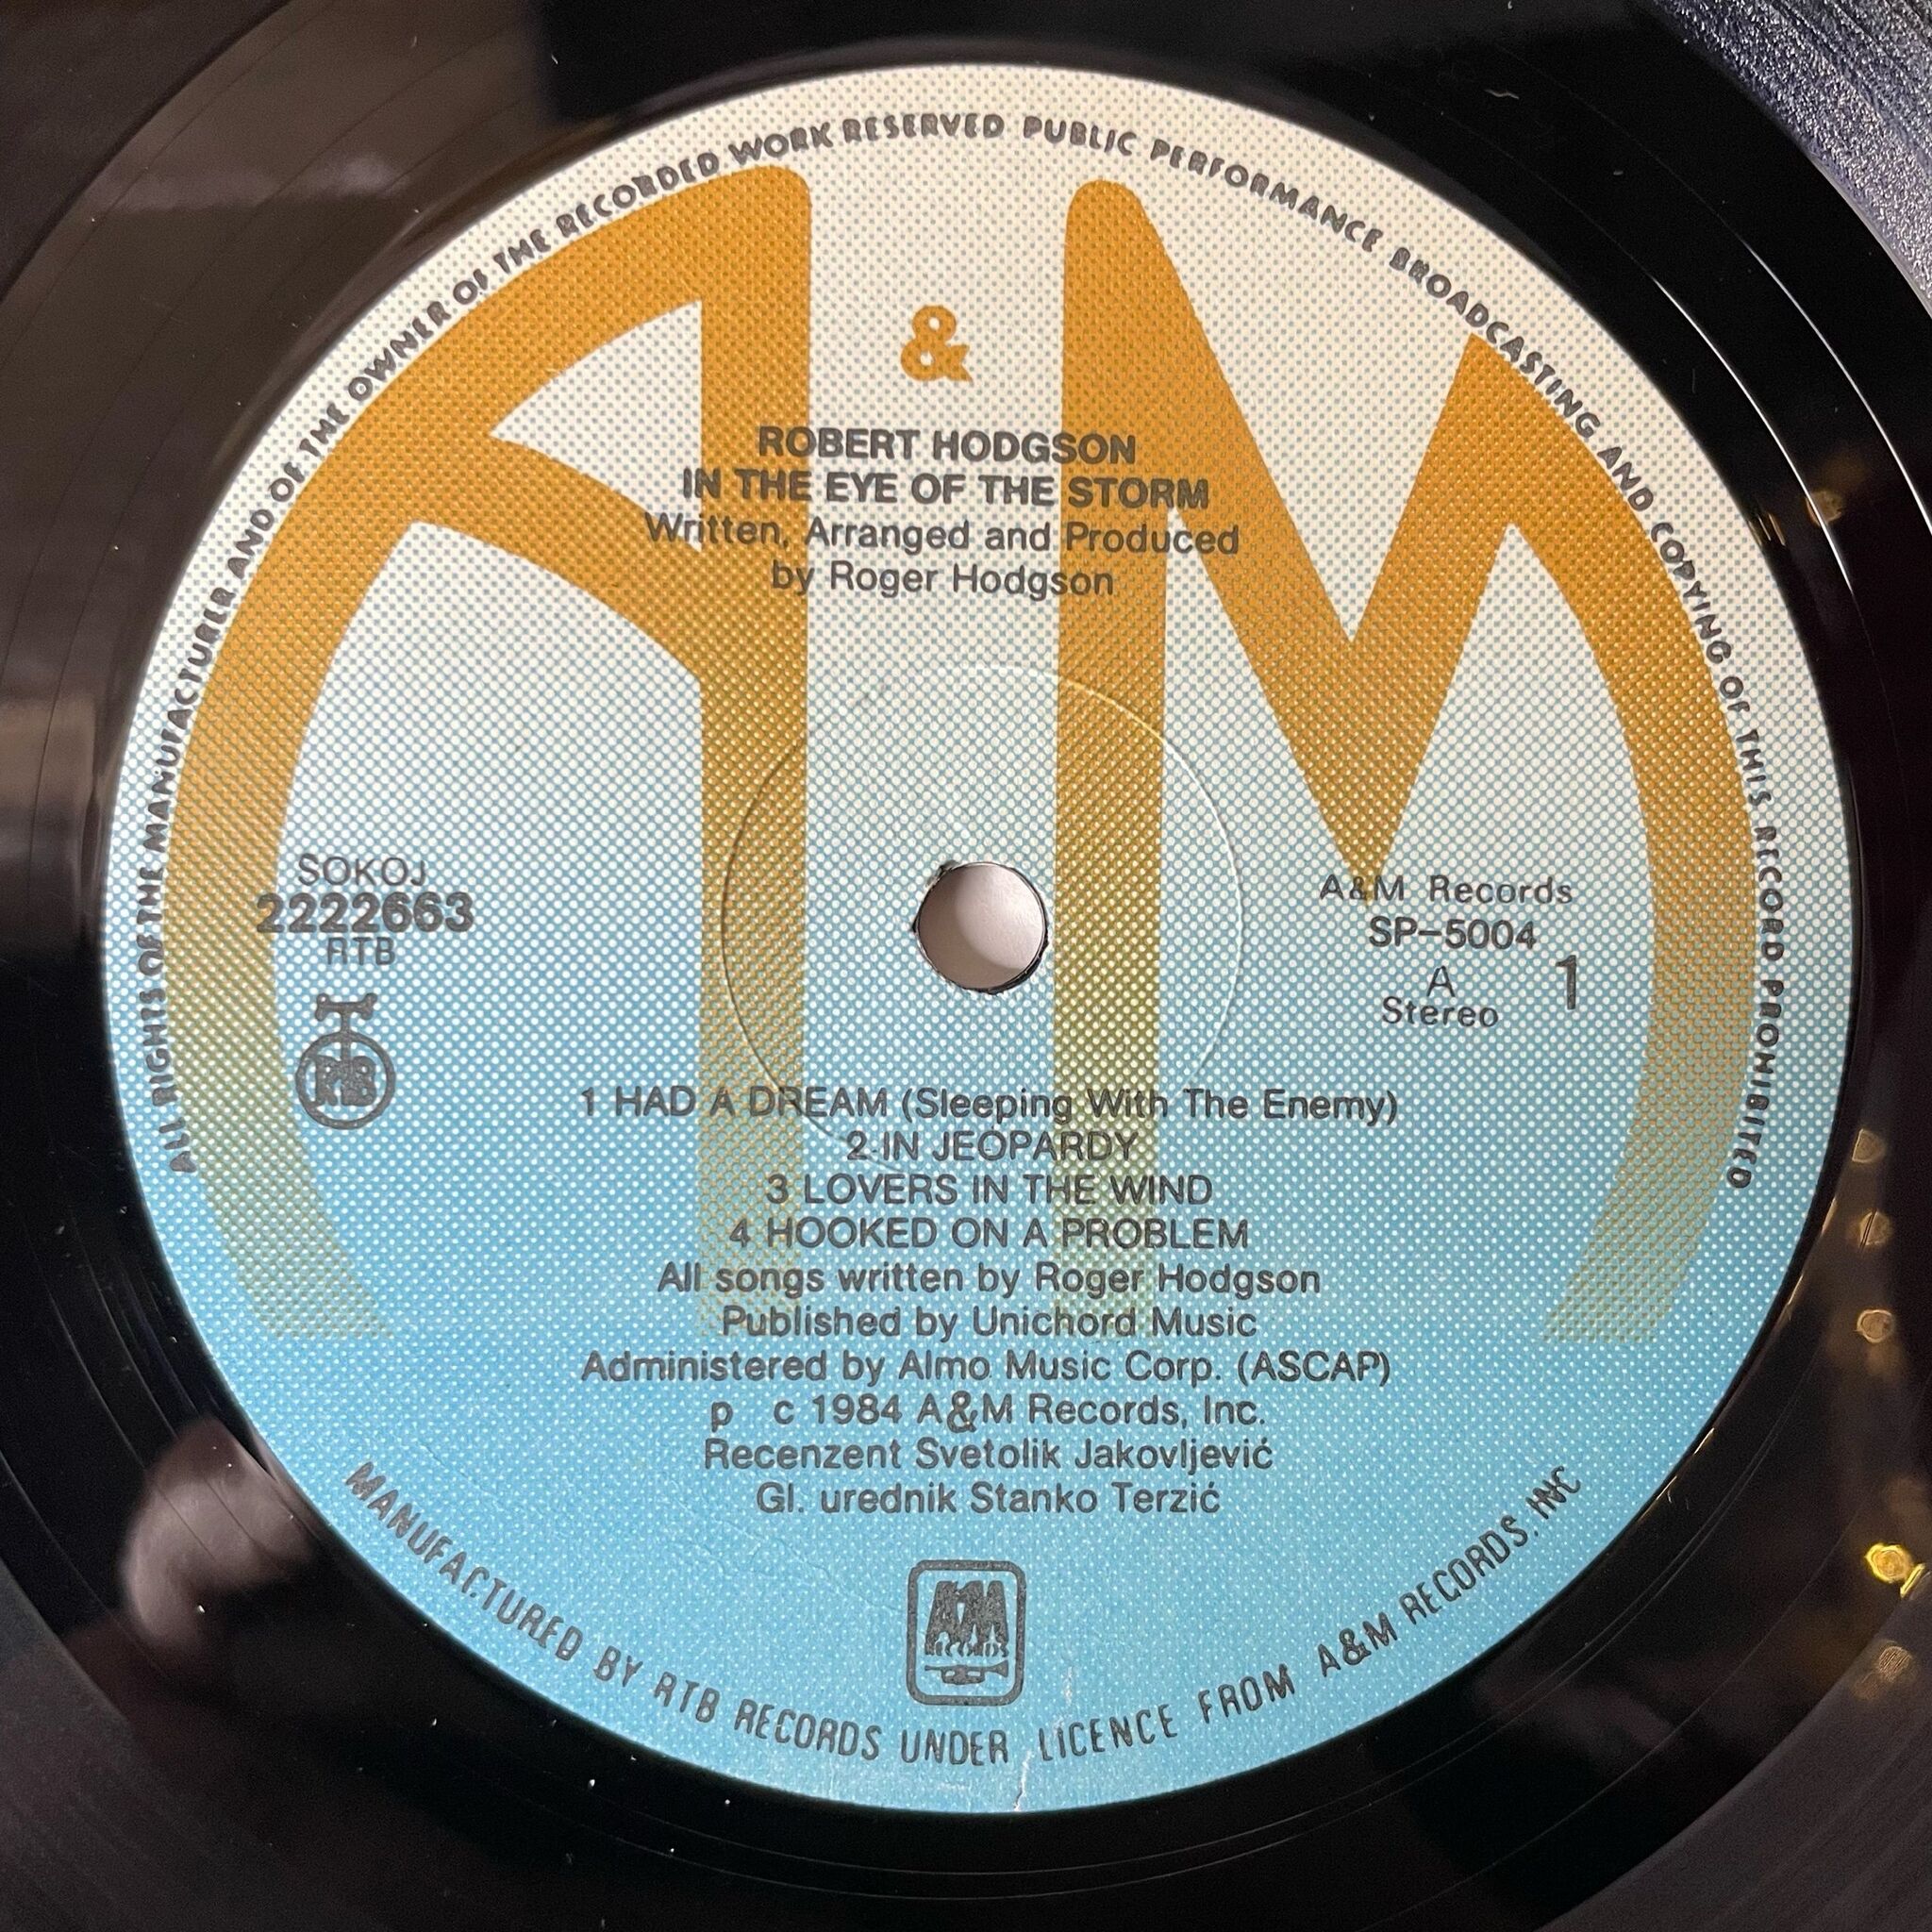 ALL RIGHTS OF THE MANUFACTURER AND OF THE OWNER OF THE RECORDED WORK RESERVED PUBLIC PERFORMANCE BROADCASTING AND COPYING OF THIS RECORD PROHIBITED
A & M
ROBERT HODGSON
IN THE EYE OF THE STORM
Written, Arranged and Produced
by Roger Hodgson
SOKOJ
2222663
RTB
RTB
A&M Records
SP-5004
A
Stereo
1
1 HAD A DREAM (Sleeping With The Enemy)
2 IN JEOPARDY
3 LOVERS IN THE WIND
4 HOOKED ON A PROBLEM
All songs written by Roger Hodgson
Published by Unichord Music
Administered by Almo Music Corp. (ASCAP)
p c 1984 A&M Records, Inc.
Recenzent Svetolik Jakovljević
Gl. urednik Stanko Terzić
A&M
RECORDS
MANUFACTURED BY RTB RECORDS UNDER LICENCE FROM A&M RECORDS, INC